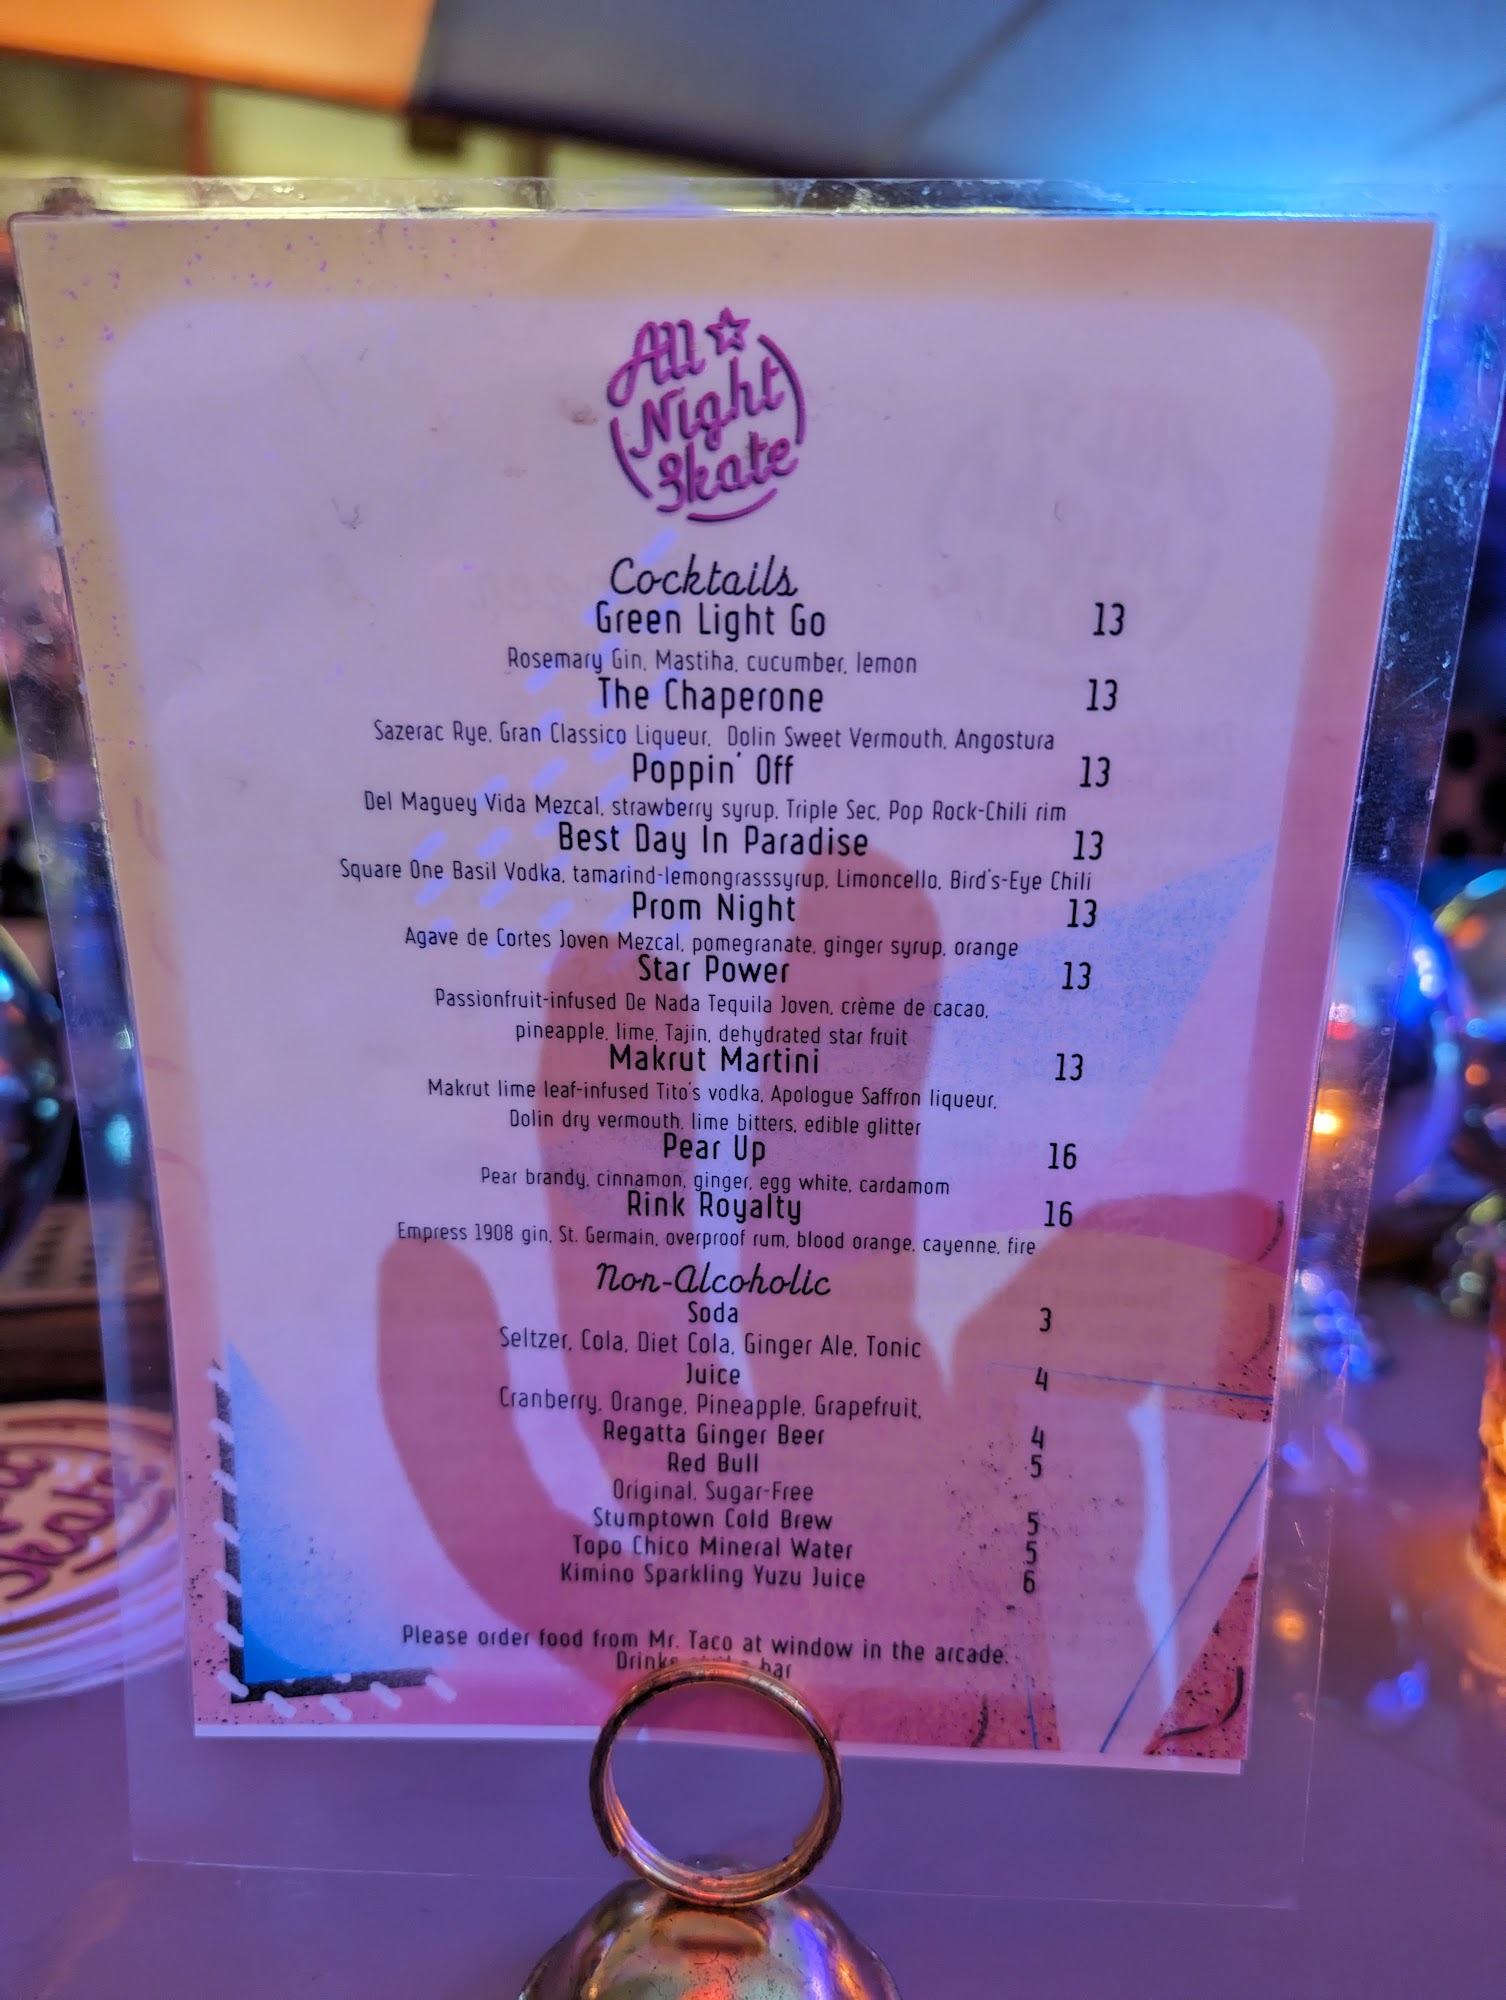 All
Night
Skate
Cocktails
Green Light Go 13
Rosemary Gin, Mastiha, cucumber, lemon
The Chaperone 13
Sazerac Rye, Gran Classico Liqueur, Dolin Sweet Vermouth, Angostura
Poppin' Off 13
Del Maguey Vida Mezcal, strawberry syrup, Triple Sec, Pop Rock-Chili rim
Best Day In Paradise 13
Square One Basil Vodka, tamarind-lemongrasssyrup, Limoncello, Bird's-Eye Chili
Prom Night 13
Agave de Cortes Joven Mezcal, pomegranate, ginger syrup, orange
Star Power 13
Passionfruit-infused De Nada Tequila Joven, crème de cacao,
pineapple, lime, Tajin, dehydrated star fruit
Makrut Martini 13
Makrut lime leaf-infused Tito's vodka, Apologue Saffron liqueur,
Dolin dry vermouth, lime bitters, edible glitter
Pear Up 16
Pear brandy, cinnamon, ginger, egg white, cardamom
Rink Royalty 16
Empress 1908 gin, St. Germain, overproof rum, blood orange, cayenne, fire
Non-Alcoholic
Soda 3
Seltzer, Cola, Diet Cola, Ginger Ale, Tonic
Juice 4
Cranberry, Orange, Pineapple, Grapefruit,
Regatta Ginger Beer 4
Red Bull 5
Original, Sugar-Free
Stumptown Cold Brew 5
Topo Chico Mineral Water 5
Kimino Sparkling Yuzu Juice 6
Please order food from Mr. Taco at window in the arcade.
Drinks bar
Skate